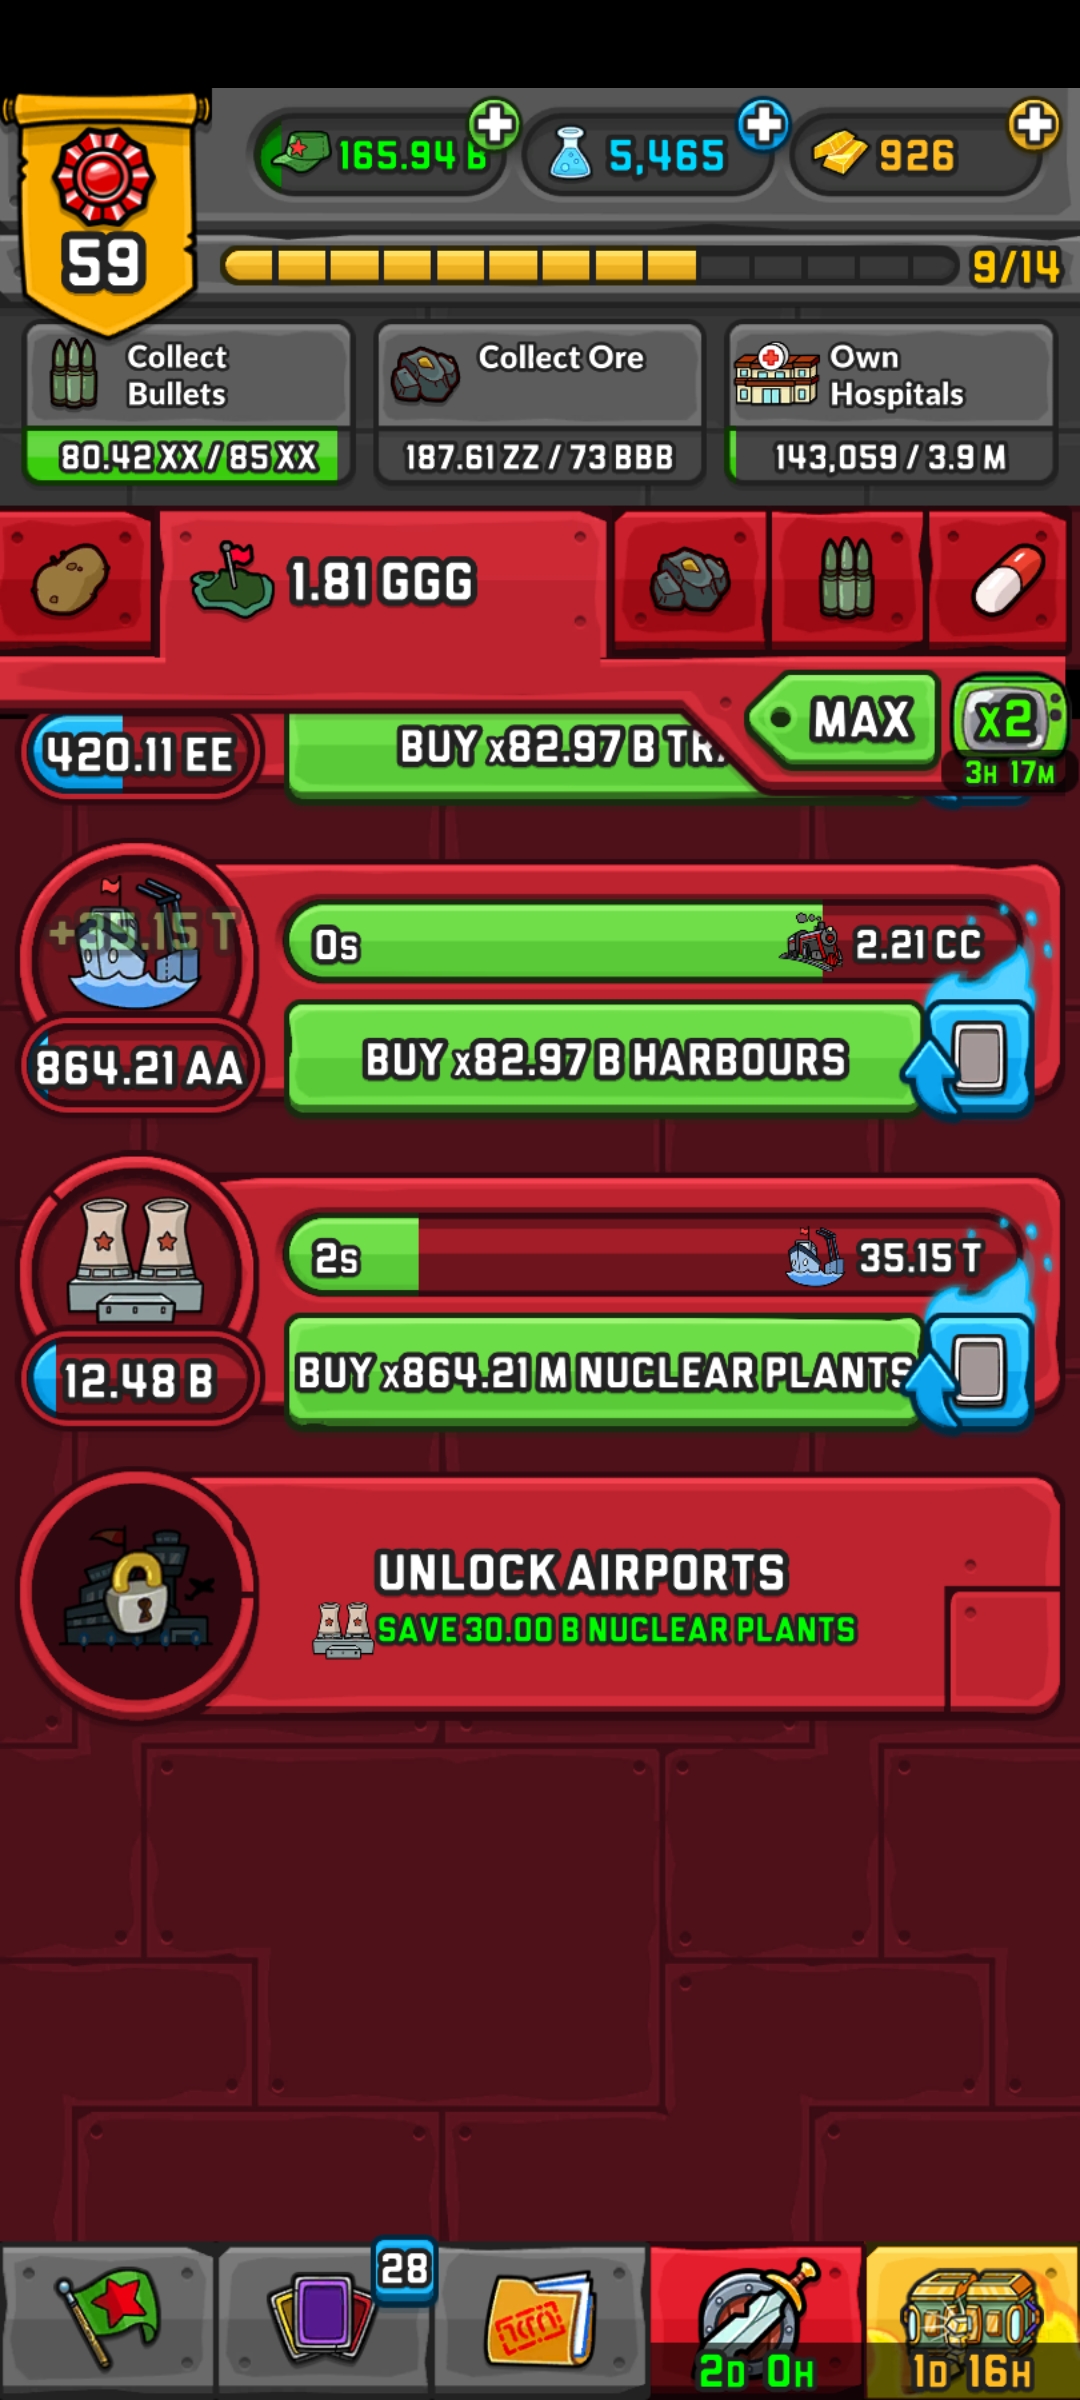 165.94 B
5,465
926
59
9/14
Collect
Bullets
80.42 XX / 85 XX
Collect Ore
187.61 ZZ / 73 BBB
Own
Hospitals
143,059 / 3.9 M
1.81 GGG
MAX
x2
3H 17M
420.11 EE
BUY x82.97 B
+35.15 T
0s
2.21 CC
864.21 AA
BUY x82.97 B HARBOURS
2s
35.15 T
12.48 B
BUY x864.21 M NUCLEAR PLANTS
UNLOCK AIRPORTS
SAVE 30.00 B NUCLEAR PLANTS
28
2D 0H
1D 16H